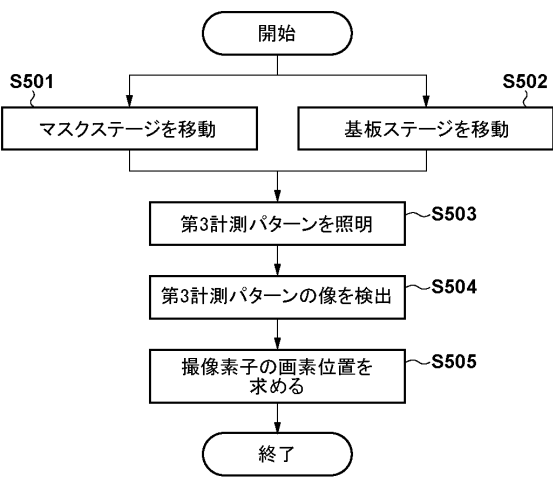 開始
S501
S502
マスクステージを移動
基板ステージを移動
第3計測パターンを照明
S503
第3計測パターンの像を検出
S504
撮像素子の画素位置を
求める
S505
終了